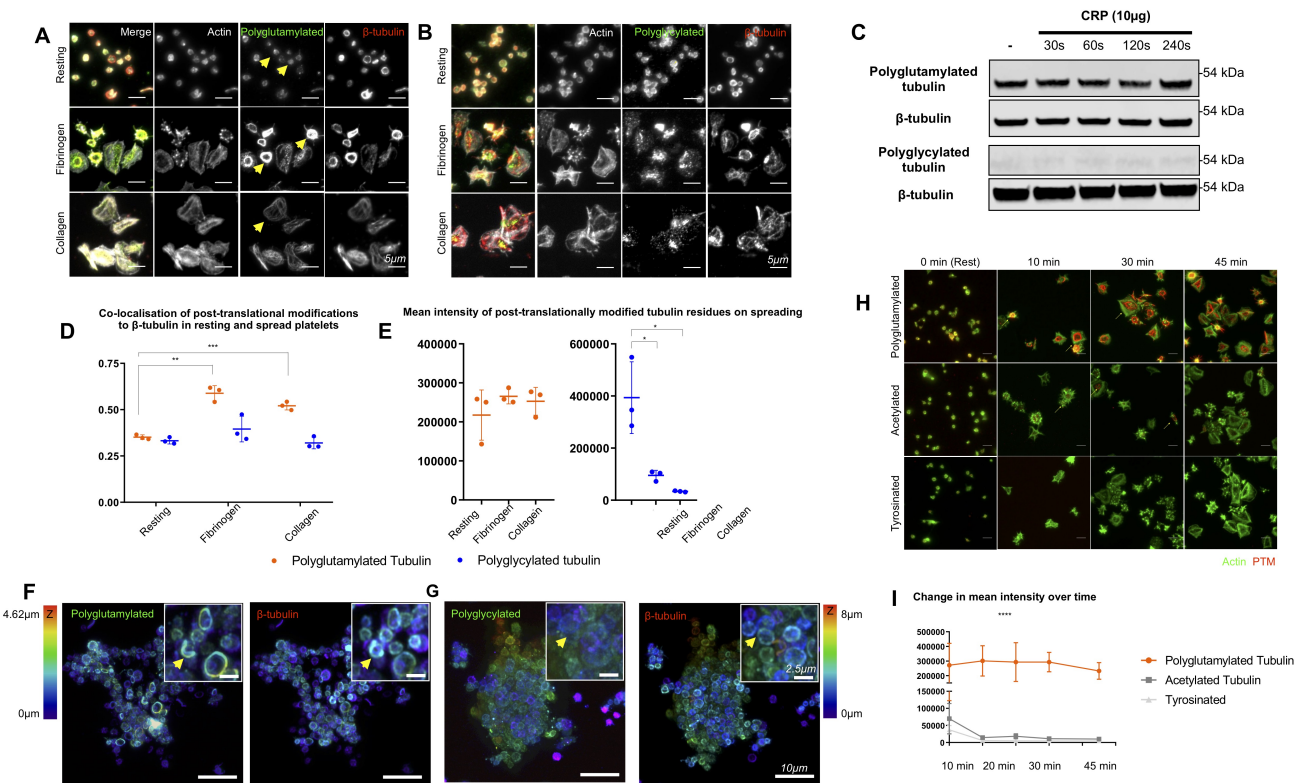 A
Merge
Actin
Polyglutamylated
β-tubulin
Resting
Fibrinogen
Collagen
5µm
B
Actin
Polyglycylated
β-tubulin
Resting
Fibrinogen
Collagen
5µm
C
CRP (10µg)
- 30s 60s 120s 240s
Polyglutamylated
tubulin
-54 kDa
β-tubulin
-54 kDa
Polyglycylated
tubulin
-54 kDa
β-tubulin
-54 kDa
D
Co-localisation of post-translational modifications
to β-tubulin in resting and spread platelets
** ***
0.75
0.50
0.25
0.00
Resting
Fibrinogen
Collagen
E
Mean intensity of post-translationally modified tubulin residues on spreading
400000
300000
200000
100000
0
Resting
Fibrinogen
Collagen
*
*
600000
400000
200000
0
Resting
Fibrinogen
Collagen
Polyglutamylated Tubulin
Polyglycylated tubulin
F
4.62µm
Z
0µm
Polyglutamylated
β-tubulin
G
Polyglycylated
β-tubulin
2.5µm
10µm
Z
8µm
0µm
H
0 min (Rest)
10 min
30 min
45 min
Polyglutamylated
Acetylated
Tyrosinated
Actin PTM
I
Change in mean intensity over time
****
500000
400000
300000
200000
150000
100000
50000
0
10 min 20 min 30 min 45 min
Polyglutamylated Tubulin
Acetylated Tubulin
Tyrosinated